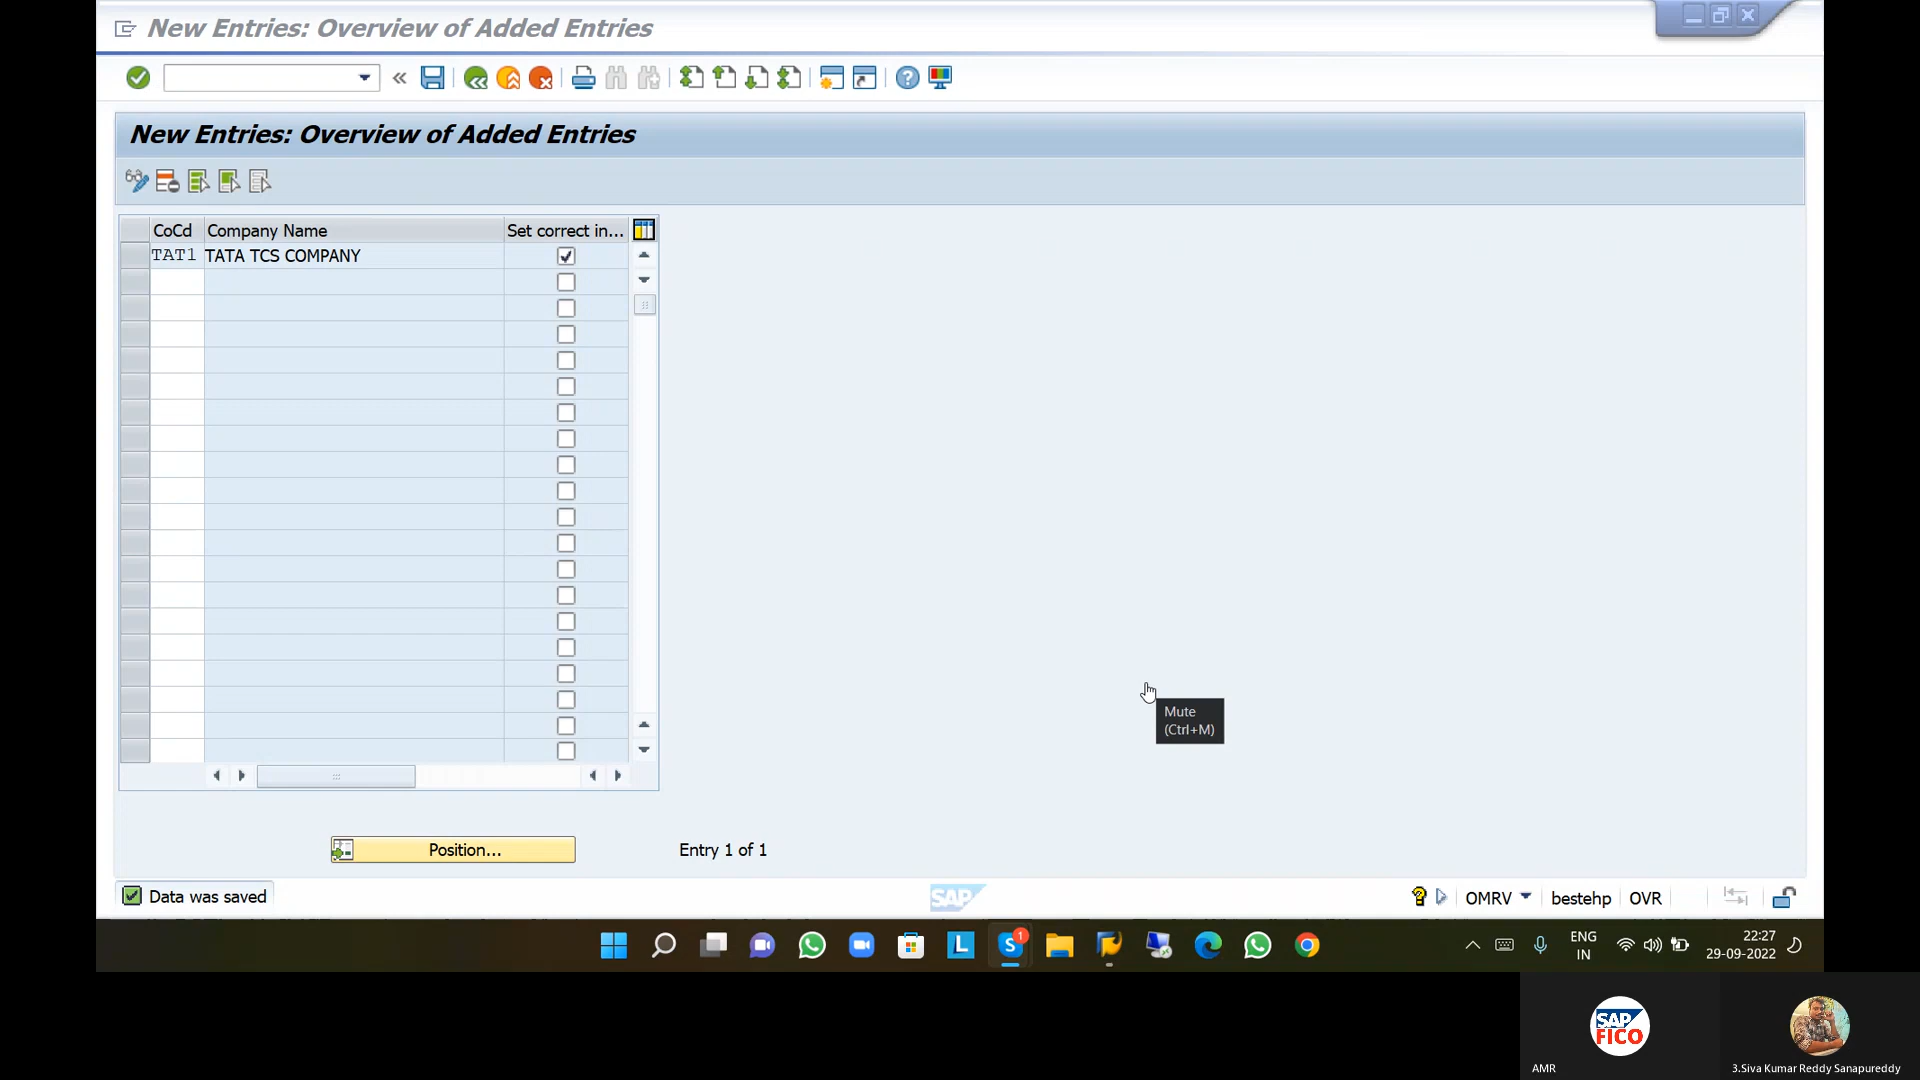 New Entries: Overview of Added Entries
New Entries: Overview of Added Entries
CoCd Company Name Set correct in...
TAT1 TATA TCS COMPANY
Mute
(Ctrl+M)
Position... Entry 1 of 1
Data was saved SAP OMRV bestehp OVR
L S 1 ENG 22:27
IN 29-09-2022
SAP
FICO
AMR 3.Siva Kumar Reddy Sanapureddy